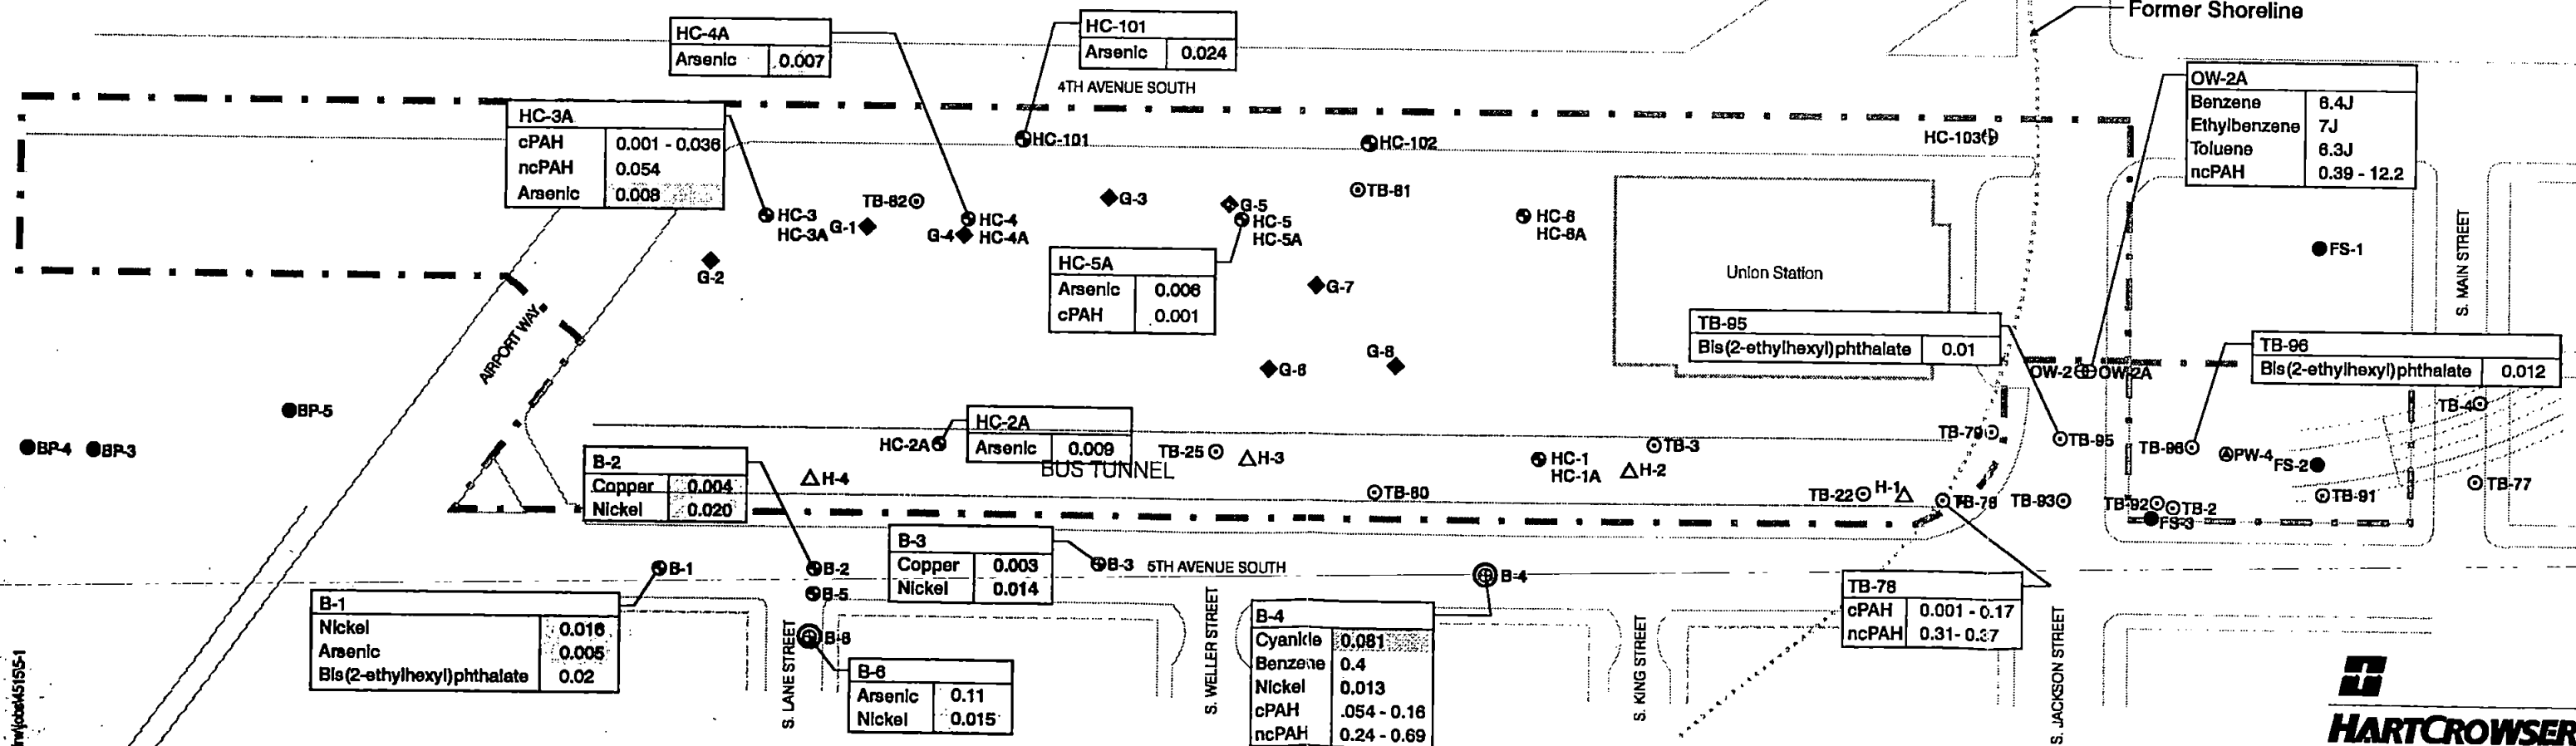 Former Shoreline
HC-4A
Arsenic 0.007
HC-101
Arsenic 0.024
4TH AVENUE SOUTH
OW-2A
Benzene 6.4J
Ethylbenzene 7J
Toluene 6.3J
ncPAH 0.39 - 12.2
HC-3A
cPAH 0.001 - 0.036
ncPAH 0.054
Arsenic 0.008
HC-101
HC-102
HC-103
TB-82
TB-81
G-3
G-5
HC-3
HC-3A
G-1
HC-4
G-4
HC-4A
HC-5
HC-5A
HC-6
HC-6A
G-2
FS-1
S. MAIN STREET
HC-5A
Arsenic 0.006
cPAH 0.001
G-7
Union Station
AIRPORT WAY
TB-95
Bis(2-ethylhexyl)phthalate 0.01
TB-96
Bis(2-ethylhexyl)phthalate 0.012
G-6
G-8
OW-2
OW-2A
BP-5
BP-4
BP-3
TB-4
HC-2A
Arsenic 0.009
HC-2A
BUS TUNNEL
TB-25
H-3
HC-1
HC-1A
H-2
TB-3
TB-79
TB-95
TB-96
PW-4
FS-2
B-2
Copper 0.004
Nickel 0.020
H-4
TB-80
TB-22
H-1
TB-78
TB-93
TB-92
TB-2
FS-3
TB-91
TB-77
B-3
Copper 0.003
Nickel 0.014
B-1
B-2
B-5
B-3
5TH AVENUE SOUTH
B-4
B-1
Nickel 0.016
Arsenic 0.005
Bis(2-ethylhexyl)phthalate 0.02
S. LANE STREET
B-6
B-6
Arsenic 0.11
Nickel 0.015
S. WELLER STREET
B-4
Cyanide 0.081
Benzene 0.4
Nickel 0.013
cPAH .054 - 0.16
ncPAH 0.24 - 0.69
S. KING STREET
TB-78
cPAH 0.001 - 0.17
ncPAH 0.31- 0.37
S. JACKSON STREET
HARTCROWSER